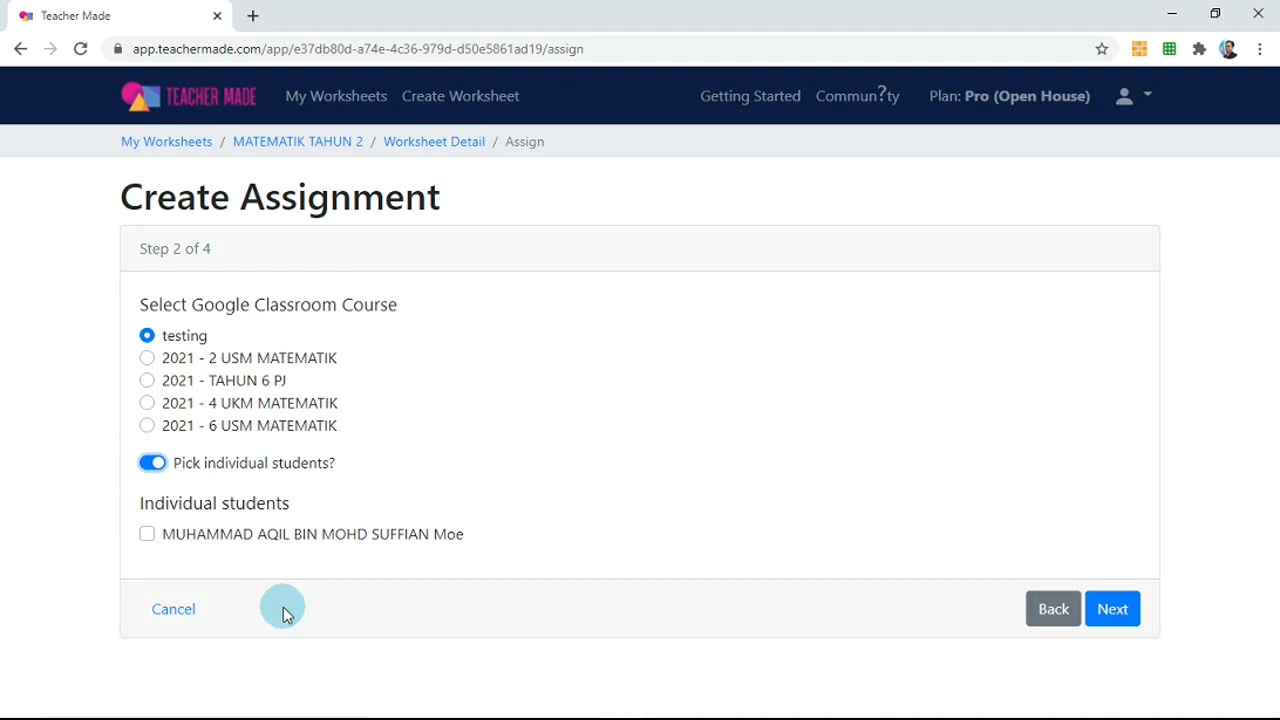 Teacher Made
app.teachermade.com/app/e37db80d-a74e-4c36-979d-d50e5861ad19/assign
TEACHER MADE My Worksheets Create Worksheet Getting Started Commun?ty Plan: Pro (Open House)
My Worksheets / MATEMATIK TAHUN 2 / Worksheet Detail / Assign
Create Assignment
Step 2 of 4
Select Google Classroom Course
testing
2021 - 2 USM MATEMATIK
2021 - TAHUN 6 PJ
2021 - 4 UKM MATEMATIK
2021 - 6 USM MATEMATIK
Pick individual students?
Individual students
MUHAMMAD AQIL BIN MOHD SUFFIAN Moe
Cancel Back Next